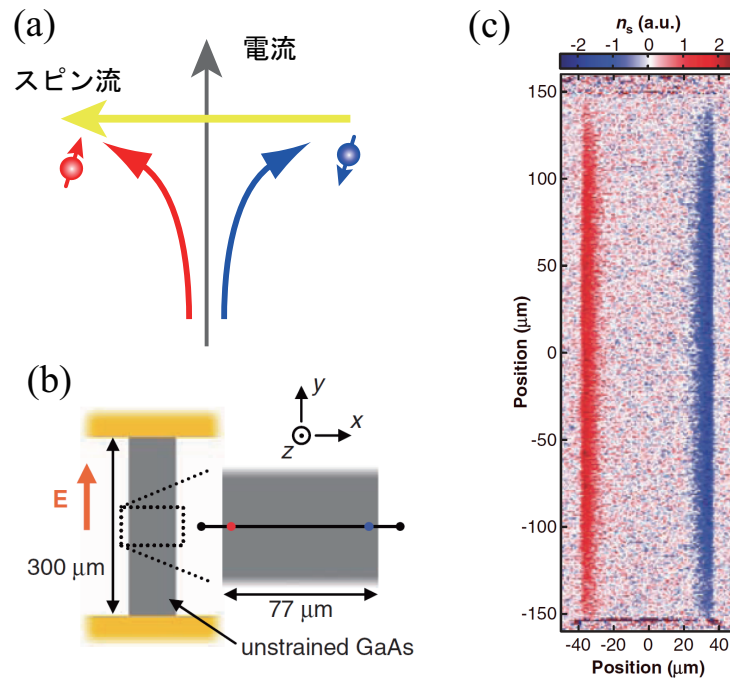 (a)
電流
スピン流
(b)
y
x
z
E
300 μm
77 μm
unstrained GaAs
(c)
n_s (a.u.)
-2 -1 0 1 2
150
100
50
0
-50
-100
-150
Position (μm)
-40 -20 0 20 40
Position (μm)